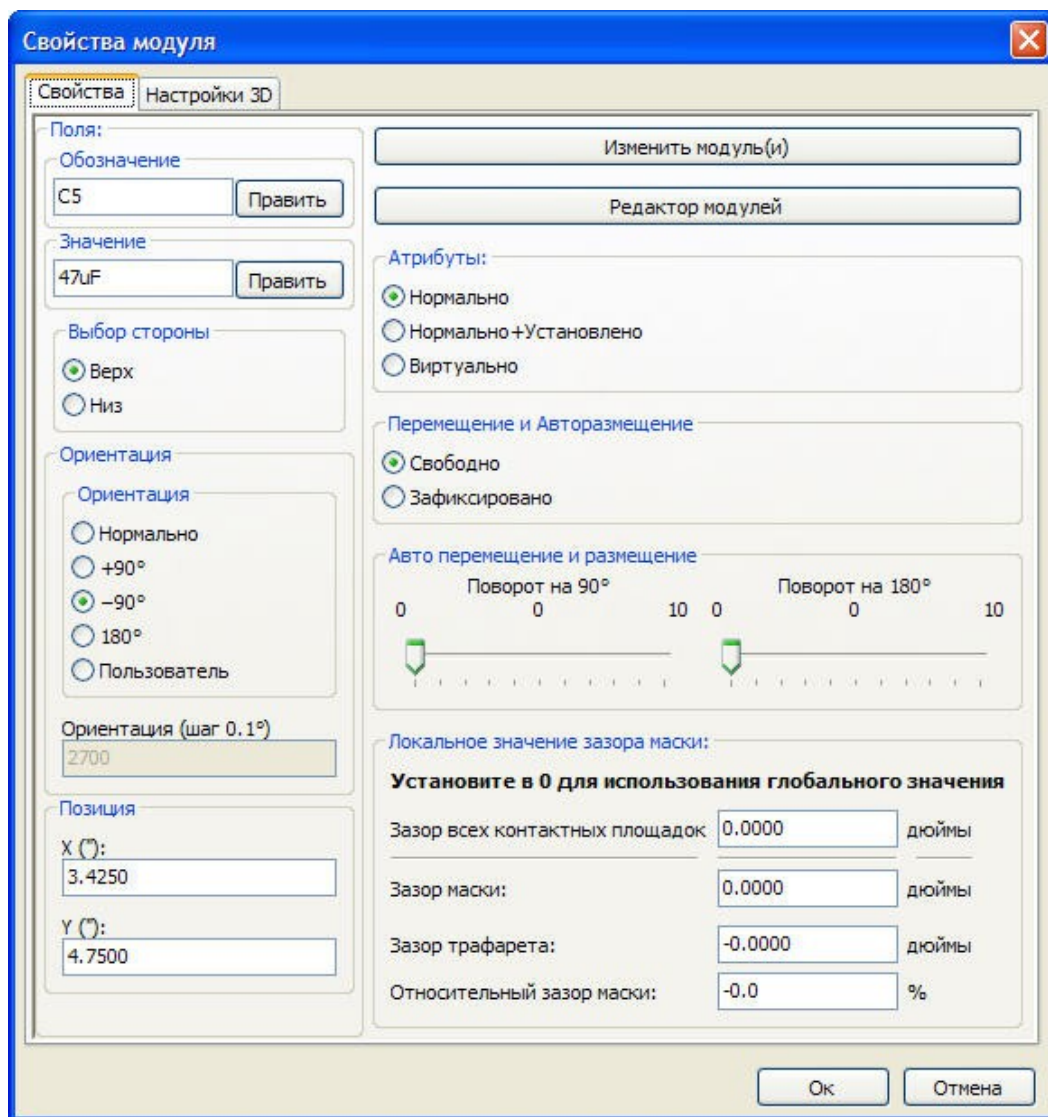 Свойства модуля
Свойства
Настройки 3D
Поля:
Обозначение
C5
Править
Значение
47uF
Править
Выбор стороны
Верх
Низ
Ориентация
Ориентация
Нормально
+90°
−90°
180°
Пользователь
Ориентация (шаг 0.1°)
2700
Позиция
X ("):
3.4250
Y ("):
4.7500
Изменить модуль(и)
Редактор модулей
Атрибуты:
Нормально
Нормально+Установлено
Виртуально
Перемещение и Авторазмещение
Свободно
Зафиксировано
Авто перемещение и размещение
Поворот на 90°
0 0 10
Поворот на 180°
0 0 10
Локальное значение зазора маски:
Установите в 0 для использования глобального значения
Зазор всех контактных площадок 0.0000 дюймы
Зазор маски: 0.0000 дюймы
Зазор трафарета: -0.0000 дюймы
Относительный зазор маски: -0.0 %
Ок
Отмена